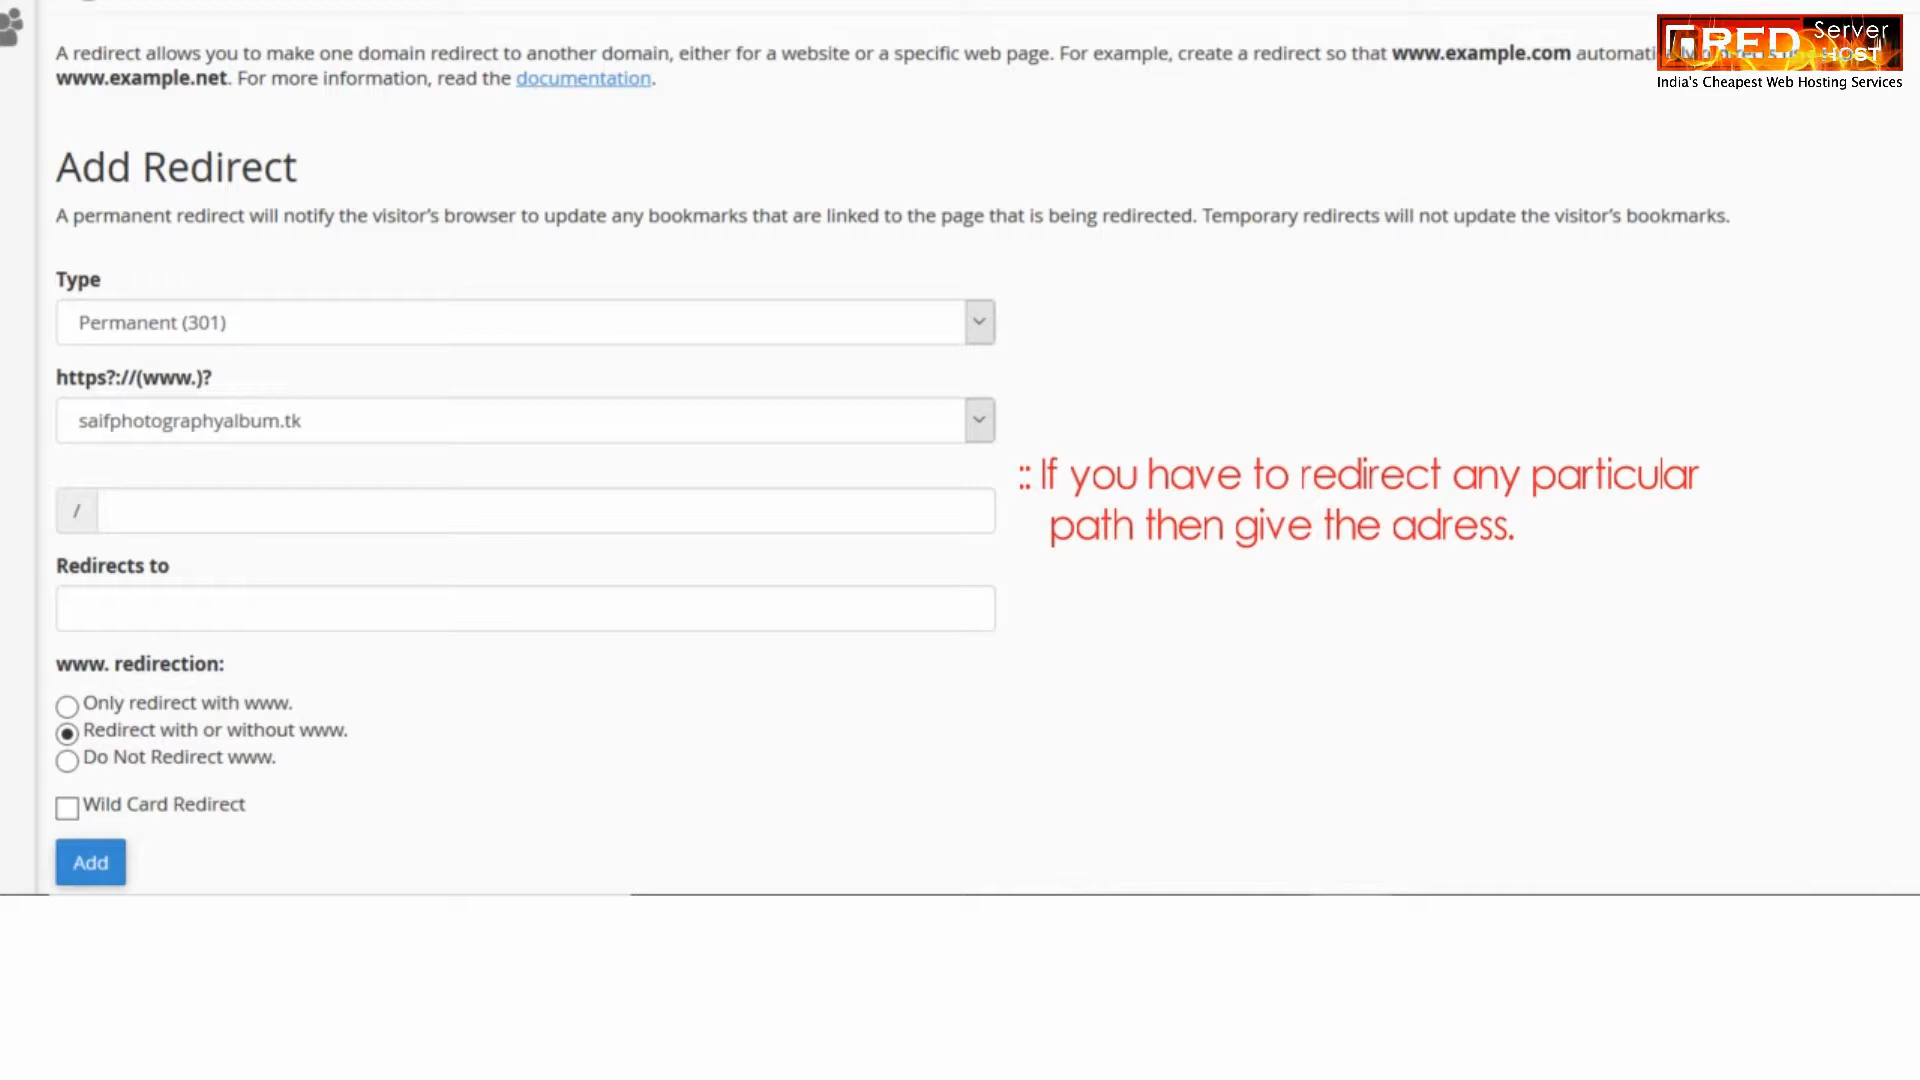 A redirect allows you to make one domain redirect to another domain, either for a website or a specific web page. For example, create a redirect so that www.example.com
www.example.net. For more information, read the documentation.
RED Server
HOST
India's Cheapest Web Hosting Services
Add Redirect
A permanent redirect will notify the visitor's browser to update any bookmarks that are linked to the page that is being redirected. Temporary redirects will not update the visitor's bookmarks.
Type
Permanent (301)
https?://(www.)?
saifphotographyalbum.tk
/
:: If you have to redirect any particular
path then give the adress.
Redirects to
www. redirection:
Only redirect with www.
Redirect with or without www.
Do Not Redirect www.
Wild Card Redirect
Add